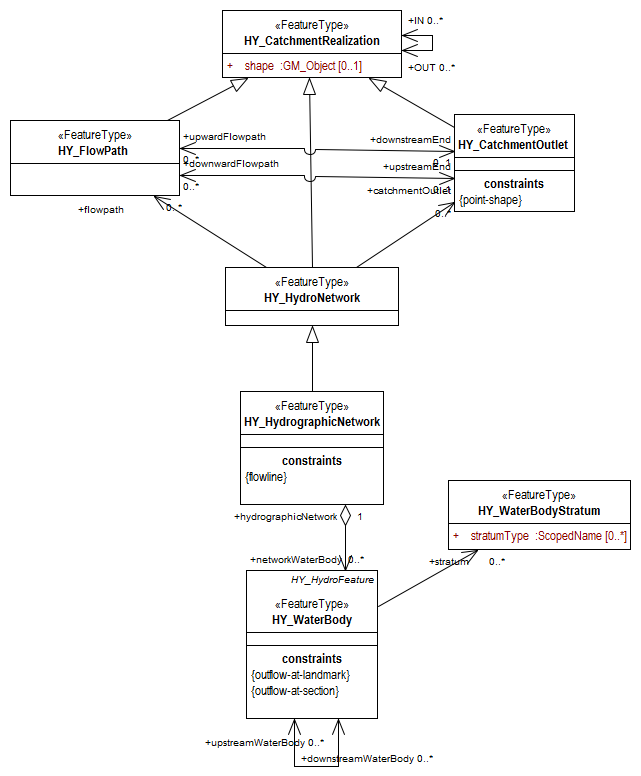 «FeatureType»
HY_CatchmentRealization
+ shape :GM_Object [0..1]
+IN 0..*
+OUT 0..*
«FeatureType»
HY_FlowPath
+upwardFlowpath
0..*
+downwardFlowpath
0..*
+downstreamEnd
0..1
+upstreamEnd
0..1
+catchmentOutlet
0..*
«FeatureType»
HY_CatchmentOutlet
constraints
{point-shape}
+flowpath
0..*
«FeatureType»
HY_HydroNetwork
«FeatureType»
HY_HydrographicNetwork
constraints
{flowline}
+hydrographicNetwork 1
«FeatureType»
HY_WaterBodyStratum
+ stratumType :ScopedName [0..*]
+stratum 0..*
+networkWaterBody 0..*
HY_HydroFeature
«FeatureType»
HY_WaterBody
constraints
{outflow-at-landmark}
{outflow-at-section}
+upstreamWaterBody 0..*
+downstreamWaterBody 0..*